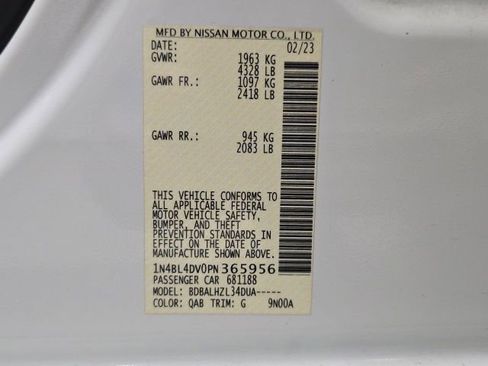 MFD BY NISSAN MOTOR CO., LTD.
DATE: 02/23
GVWR: 1963 KG
4328 LB
GAWR FR.: 1097 KG
2418 LB
GAWR RR.: 945 KG
2083 LB
THIS VEHICLE CONFORMS TO
ALL APPLICABLE FEDERAL
MOTOR VEHICLE SAFETY,
BUMPER, AND THEFT
PREVENTION STANDARDS IN
EFFECT ON THE DATE OF
MANUFACTURE SHOWN ABOVE.
1N4BL4DV0PN365956
PASSENGER CAR 681188
MODEL: BDBALHZL34DUA-----
COLOR: QAB TRIM: G 9N00A